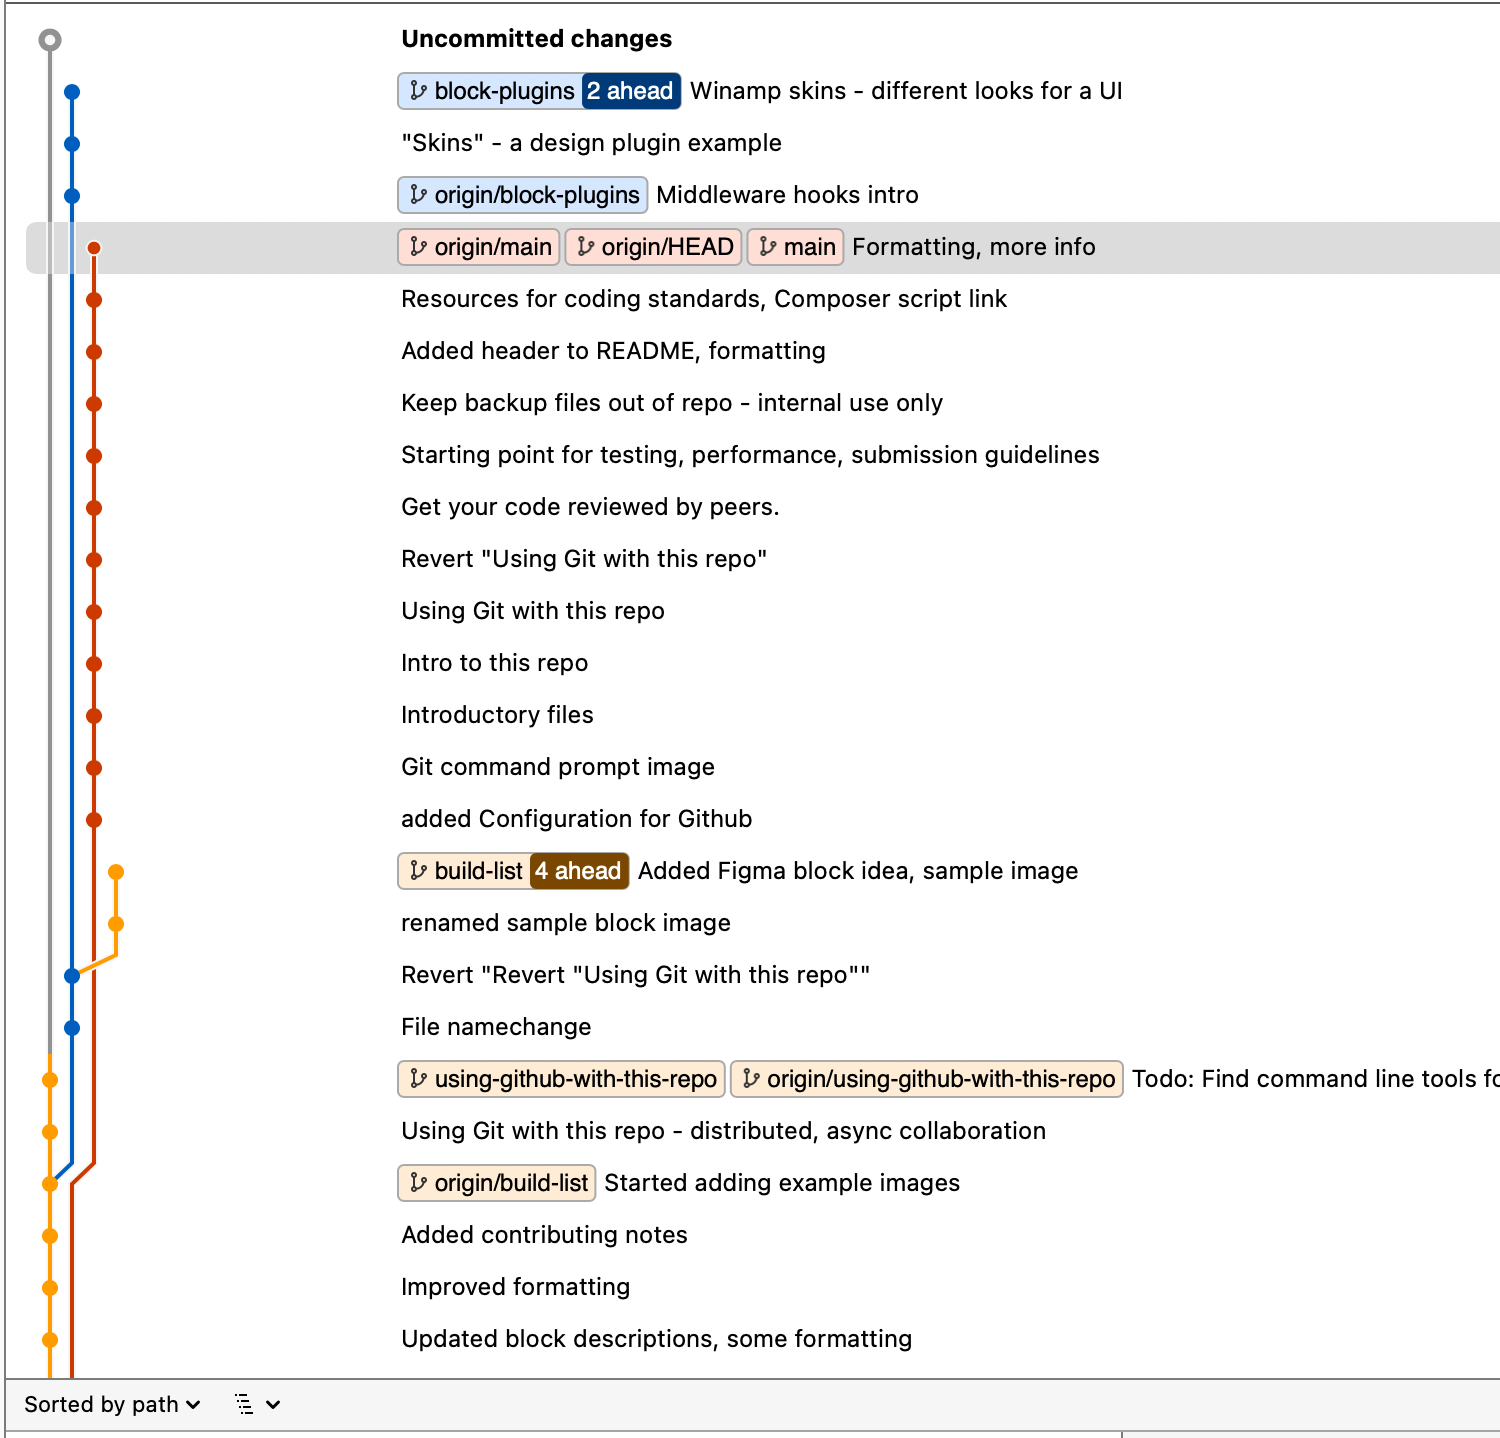 Uncommitted changes
block-plugins 2 ahead Winamp skins - different looks for a UI
"Skins" - a design plugin example
origin/block-plugins Middleware hooks intro
origin/main origin/HEAD main Formatting, more info
Resources for coding standards, Composer script link
Added header to README, formatting
Keep backup files out of repo - internal use only
Starting point for testing, performance, submission guidelines
Get your code reviewed by peers.
Revert "Using Git with this repo"
Using Git with this repo
Intro to this repo
Introductory files
Git command prompt image
added Configuration for Github
build-list 4 ahead Added Figma block idea, sample image
renamed sample block image
Revert "Revert "Using Git with this repo""
File namechange
using-github-with-this-repo origin/using-github-with-this-repo Todo: Find command line tools
Using Git with this repo - distributed, async collaboration
origin/build-list Started adding example images
Added contributing notes
Improved formatting
Updated block descriptions, some formatting
Sorted by path